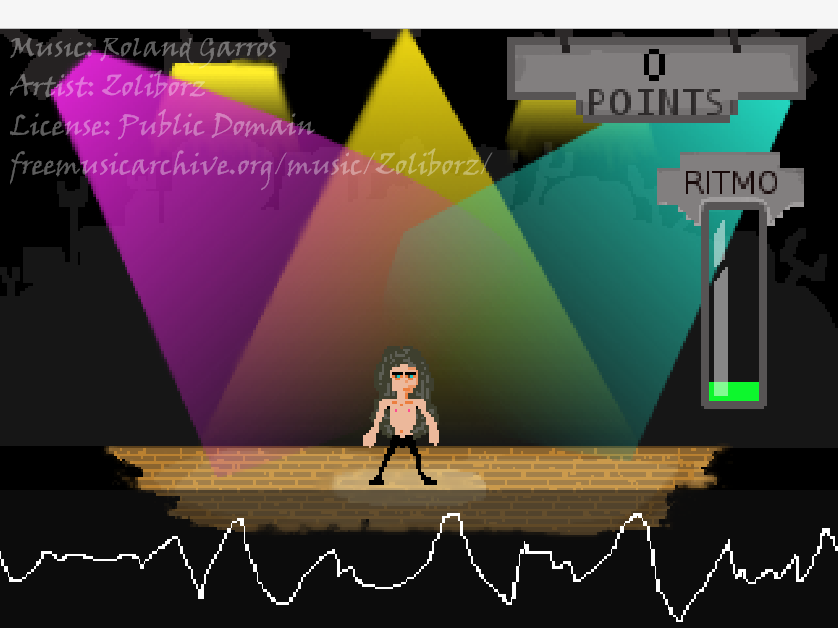 Music: Roland Garros
Artist: Zoliborz
License: Public Domain
freemusicarchive.org/music/Zoliborz/
0
POINTS
RITMO